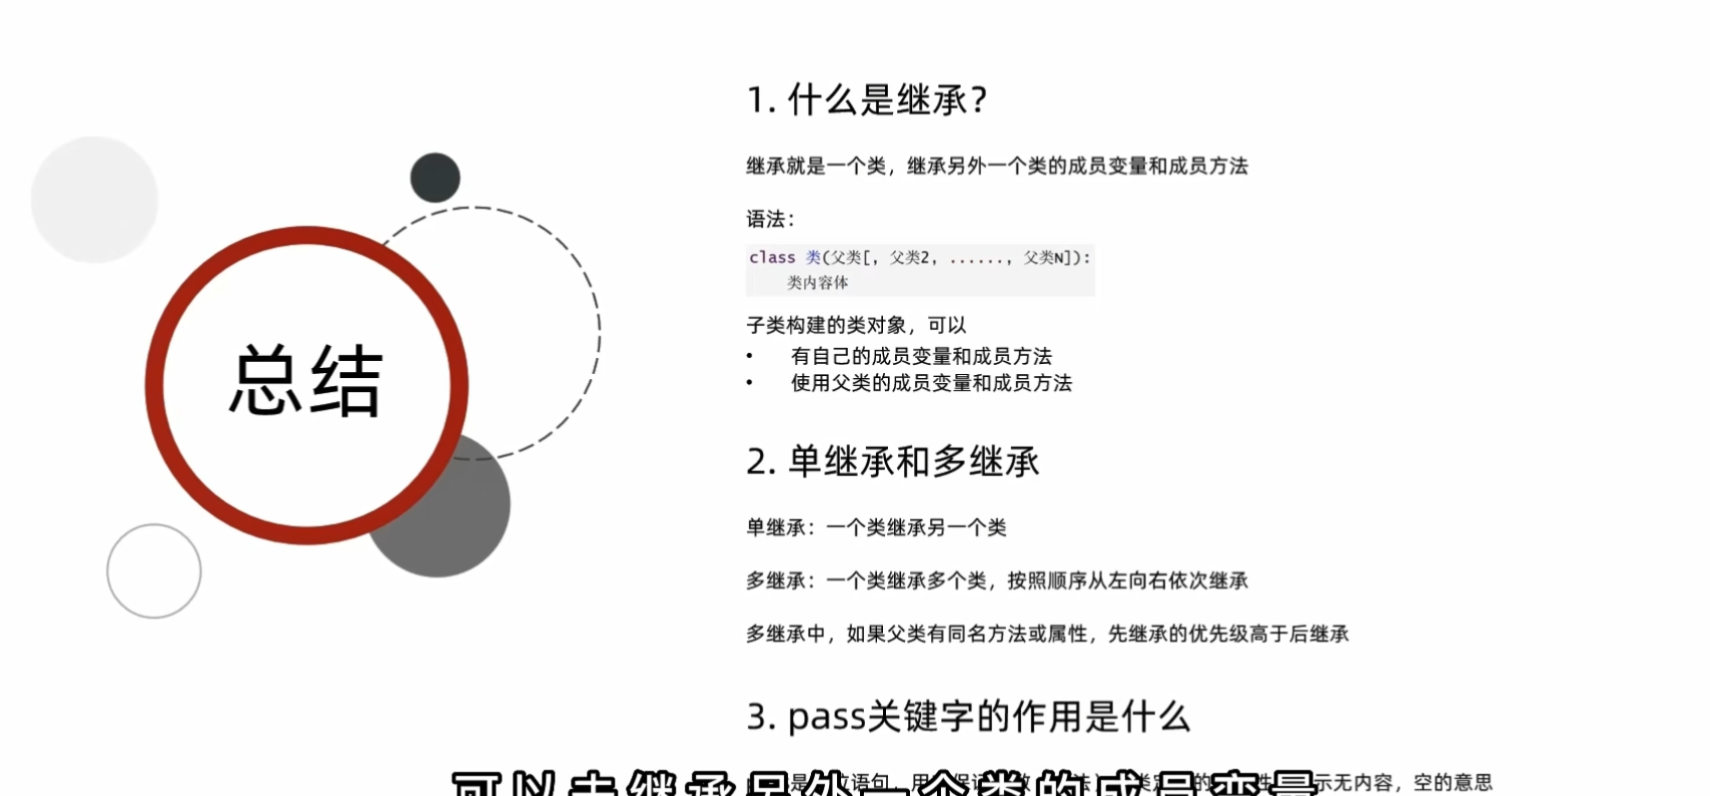 总结
1. 什么是继承?
继承就是一个类，继承另外一个类的成员变量和成员方法
语法：
class 类(父类[, 父类2, ......, 父类N]):
类内容体
子类构建的类对象，可以
• 有自己的成员变量和成员方法
• 使用父类的成员变量和成员方法
2. 单继承和多继承
单继承：一个类继承另一个类
多继承：一个类继承多个类，按照顺序从左向右依次继承
多继承中，如果父类有同名方法或属性，先继承的优先级高于后继承
3. pass关键字的作用是什么
示无内容，空的意思
可以去继承另外一个类的成员变量